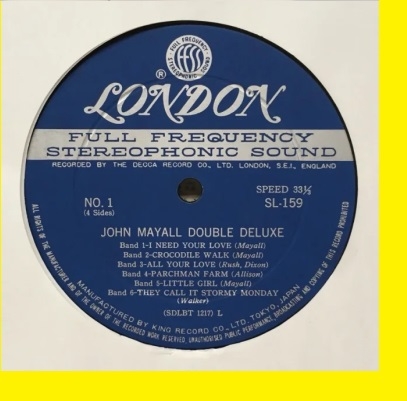 FULL FREQUENCY STEREOPHONIC SOUND
FFSS
®
LONDON
FULL FREQUENCY
STEREOPHONIC SOUND
RECORDED BY THE DECCA RECORD CO., LTD. LONDON, S.E.I., ENGLAND
NO. 1
(4 Sides)
SPEED 33⅓
SL-159
JOHN MAYALL DOUBLE DELUXE
Band 1-I NEED YOUR LOVE (Mayall)
Band 2-CROCODILE WALK (Mayall)
Band 3-ALL YOUR LOVE (Rush, Dixon)
Band 4-PARCHMAN FARM (Allison)
Band 5-LITTLE GIRL (Mayall)
Band 6-THEY CALL IT STORMY MONDAY
(Walker)
(SDLBT 1217) L
MANUFACTURED BY KING RECORD CO., LTD, TOKYO, JAPAN
ALL RIGHTS OF THE MANUFACTURER AND OF THE OWNER OF THE RECORDED WORK RESERVED. UNAUTHORISED PUBLIC PERFORMANCE, BROADCASTING AND COPYING OF THIS RECORD PROHIBITED